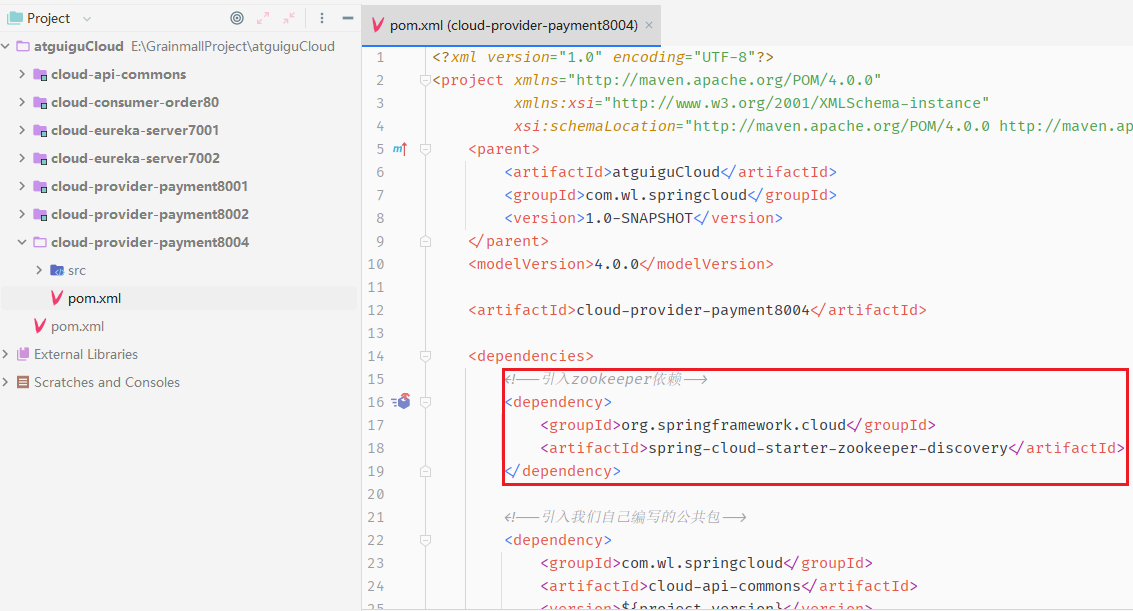 Project
pom.xml (cloud-provider-payment8004)
atguiguCloud E:\GrainmallProject\atguiguCloud
cloud-api-commons
cloud-consumer-order80
cloud-eureka-server7001
cloud-eureka-server7002
cloud-provider-payment8001
cloud-provider-payment8002
cloud-provider-payment8004
src
pom.xml
pom.xml
External Libraries
Scratches and Consoles
1 <?xml version="1.0" encoding="UTF-8"?>
2 <project xmlns="http://maven.apache.org/POM/4.0.0"
3 xmlns:xsi="http://www.w3.org/2001/XMLSchema-instance"
4 xsi:schemaLocation="http://maven.apache.org/POM/4.0.0 http://maven.ap
5 <parent>
6 <artifactId>atguiguCloud</artifactId>
7 <groupId>com.wl.springcloud</groupId>
8 <version>1.0-SNAPSHOT</version>
9 </parent>
10 <modelVersion>4.0.0</modelVersion>
11
12 <artifactId>cloud-provider-payment8004</artifactId>
13
14 <dependencies>
15 <!--引入zookeeper依赖-->
16 <dependency>
17 <groupId>org.springframework.cloud</groupId>
18 <artifactId>spring-cloud-starter-zookeeper-discovery</artifactId>
19 </dependency>
20
21 <!--引入我们自己编写的公共包-->
22 <dependency>
23 <groupId>com.wl.springcloud</groupId>
24 <artifactId>cloud-api-commons</artifactId>
25 <version>${project.version}</version>